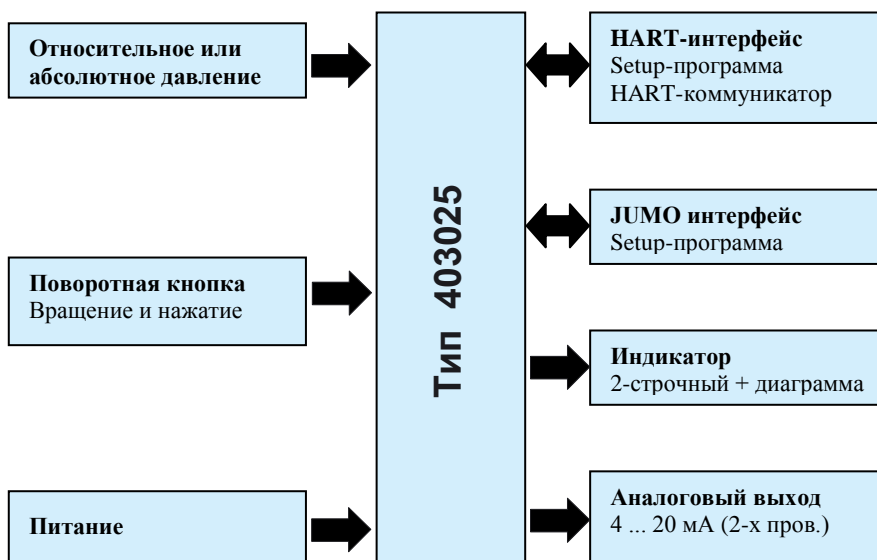 Относительное или
абсолютное давление
Поворотная кнопка
Вращение и нажатие
Питание
Тип 403025
HART-интерфейс
Setup-программа
HART-коммуникатор
JUMO интерфейс
Setup-программа
Индикатор
2-строчный + диаграмма
Аналоговый выход
4 ... 20 мА (2-х пров.)